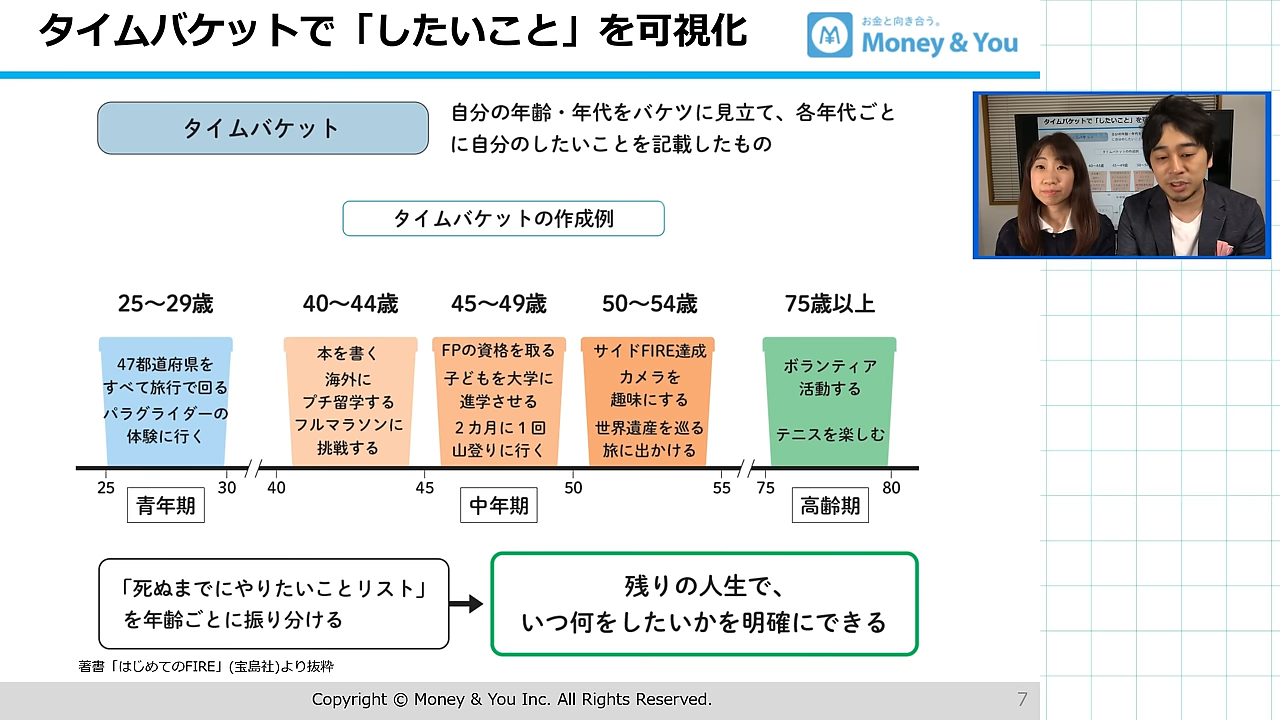 タイムバケットで「したいこと」を可視化
お金と向き合う。
Money & You
タイムバケット
自分の年齢・年代をバケツに見立て、各年代ごと
に自分のしたいことを記載したもの
タイムバケットの作成例
25〜29歳
40〜44歳
45〜49歳
50〜54歳
75歳以上
47都道府県を
すべて旅行で回る
パラグライダーの
体験に行く
本を書く
海外に
プチ留学する
フルマラソンに
挑戦する
FPの資格を取る
子どもを大学に
進学させる
２カ月に１回
山登りに行く
サイドFIRE達成
カメラを
趣味にする
世界遺産を巡る
旅に出かける
ボランティア
活動する
テニスを楽しむ
25 30 40 45 50 55 75 80
青年期
中年期
高齢期
「死ぬまでにやりたいことリスト」
を年齢ごとに振り分ける
残りの人生で、
いつ何をしたいかを明確にできる
著書「はじめてのFIRE」(宝島社)より抜粋
Copyright © Money & You Inc. All Rights Reserved.
7